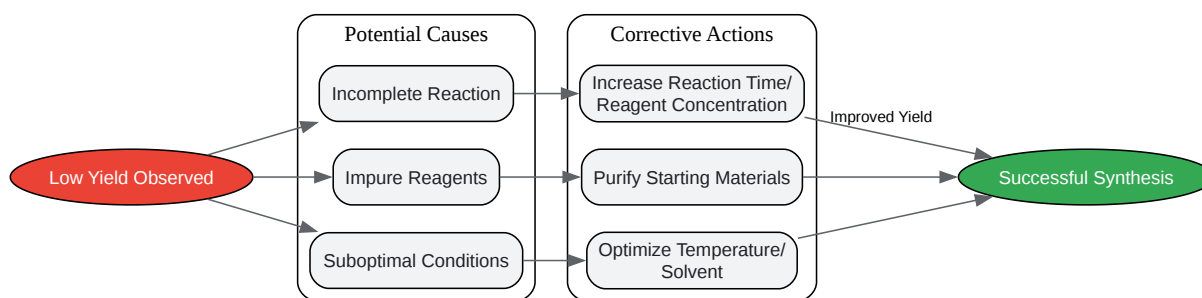 Potential Causes
Corrective Actions
Incomplete Reaction
Increase Reaction Time/
Reagent Concentration
Improved Yield
Low Yield Observed
Impure Reagents
Purify Starting Materials
Successful Synthesis
Suboptimal Conditions
Optimize Temperature/
Solvent